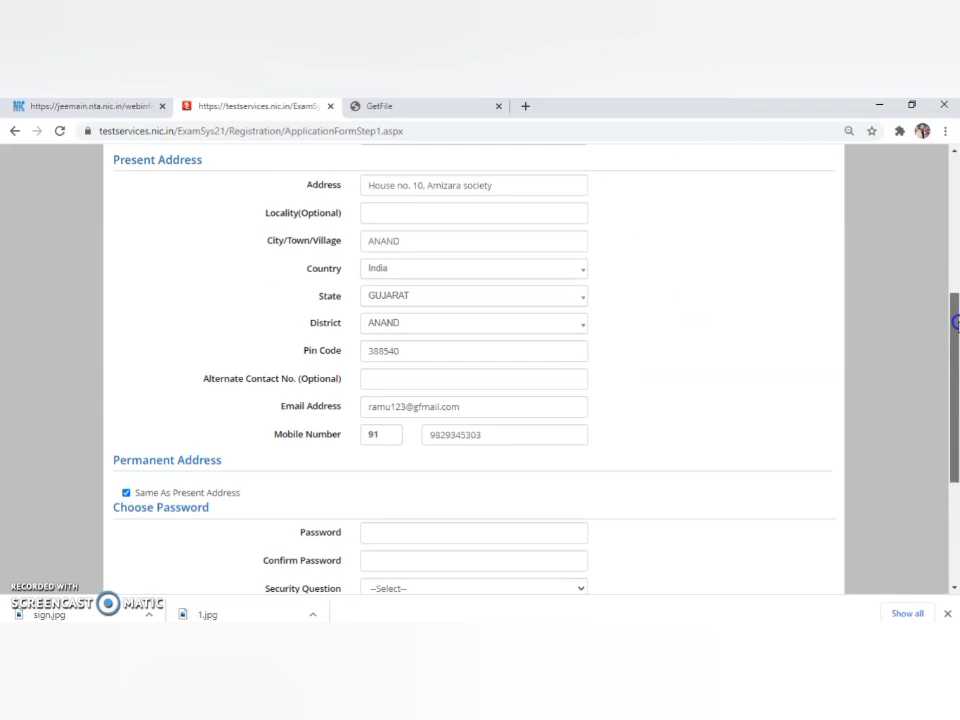 https://jeemain.nta.nic.in/webinf
https://testservices.nic.in/ExamS
GetFile
testservices.nic.in/ExamSys21/Registration/ApplicationFormStep1.aspx
Present Address
Address House no. 10, Amizara society
Locality(Optional)
City/Town/Village ANAND
Country India
State GUJARAT
District ANAND
Pin Code 388540
Alternate Contact No. (Optional)
Email Address ramu123@gfmail.com
Mobile Number 91 9829345303
Permanent Address
Same As Present Address
Choose Password
Password
Confirm Password
Security Question --Select--
RECORDED WITH
SCREENCAST MATIC
sign.jpg 1.jpg Show all